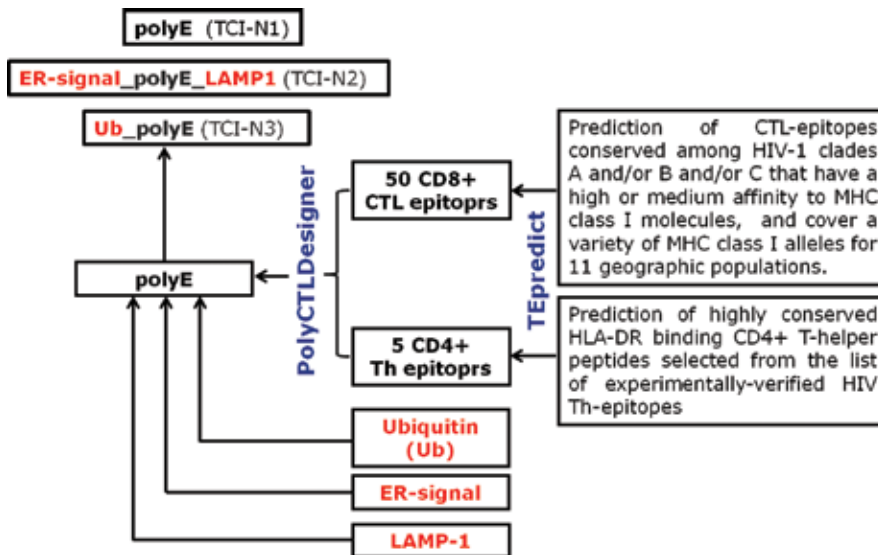 polyE (TCI-N1)
ER-signal_polyE_LAMP1 (TCI-N2)
Ub_polyE (TCI-N3)
polyE
PolyCTLDesigner
50 CD8+
CTL epitoprs
5 CD4+
Th epitoprs
TEpredict
Prediction of CTL-epitopes
conserved among HIV-1 clades
A and/or B and/or C that have a
high or medium affinity to MHC
class I molecules, and cover a
variety of MHC class I alleles for
11 geographic populations.
Prediction of highly conserved
HLA-DR binding CD4+ T-helper
peptides selected from the list
of experimentally-verified HIV
Th-epitopes
Ubiquitin
(Ub)
ER-signal
LAMP-1